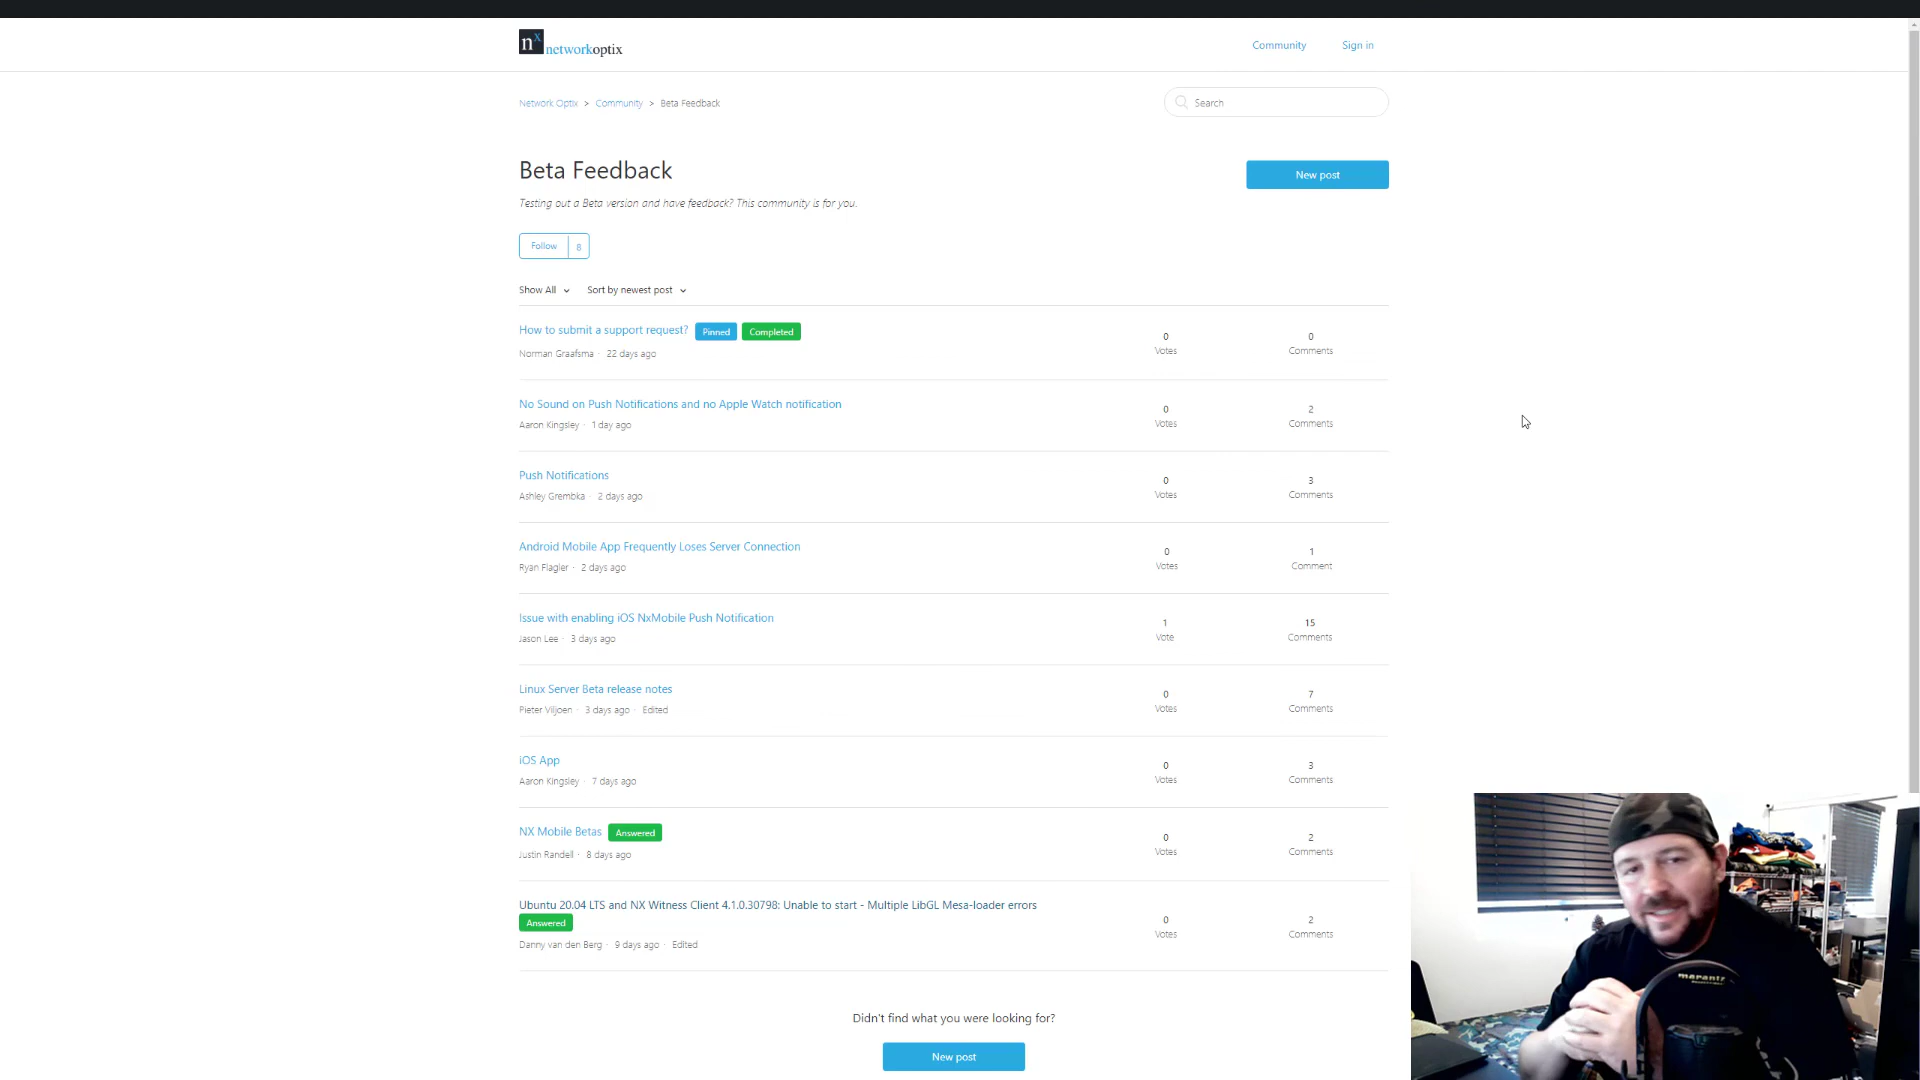 nx networkoptix
Community Sign in
Network Optix > Community > Beta Feedback
Search
Beta Feedback
New post
Testing out a Beta version and have feedback? This community is for you.
Follow 8
Show All Sort by newest post
How to submit a support request? Pinned Completed
Norman Graafsma · 22 days ago
0 Votes
0 Comments
No Sound on Push Notifications and no Apple Watch notification
Aaron Kingsley · 1 day ago
0 Votes
2 Comments
Push Notifications
Ashley Grembka · 2 days ago
0 Votes
3 Comments
Android Mobile App Frequently Loses Server Connection
Ryan Flagler · 2 days ago
0 Votes
1 Comment
Issue with enabling iOS NxMobile Push Notification
Jason Lee · 3 days ago
1 Vote
15 Comments
Linux Server Beta release notes
Pieter Viljoen · 3 days ago · Edited
0 Votes
7 Comments
iOS App
Aaron Kingsley · 7 days ago
0 Votes
3 Comments
NX Mobile Betas Answered
Justin Randell · 8 days ago
0 Votes
2 Comments
Ubuntu 20.04 LTS and NX Witness Client 4.1.0.30798: Unable to start - Multiple LibGL Mesa-loader errors
Answered
Danny van den Berg · 9 days ago · Edited
0 Votes
2 Comments
Didn't find what you were looking for?
New post
marantz